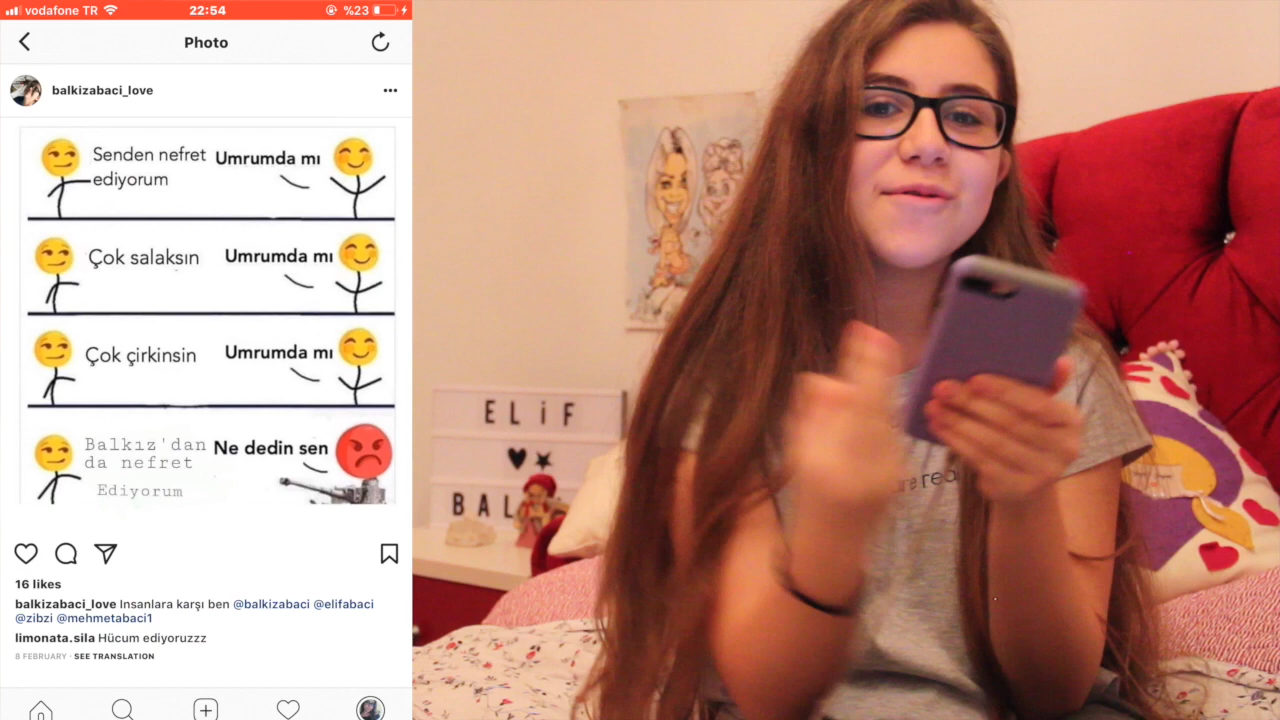 vodafone TR 22:54 %23
Photo
balkizabaci_love
Senden nefret Umrumda mı
ediyorum
Çok salaksın Umrumda mı
Çok çirkinsin Umrumda mı
Balkız'dan Ne dedin sen
da nefret
Ediyorum
16 likes
balkizabaci_love Insanlara karşı ben @balkizabaci @elifabaci
@zibzi @mehmetabaci1
limonata.sila Hücum ediyoruzzz
8 FEBRUARY · SEE TRANSLATION
ELİF
BAL